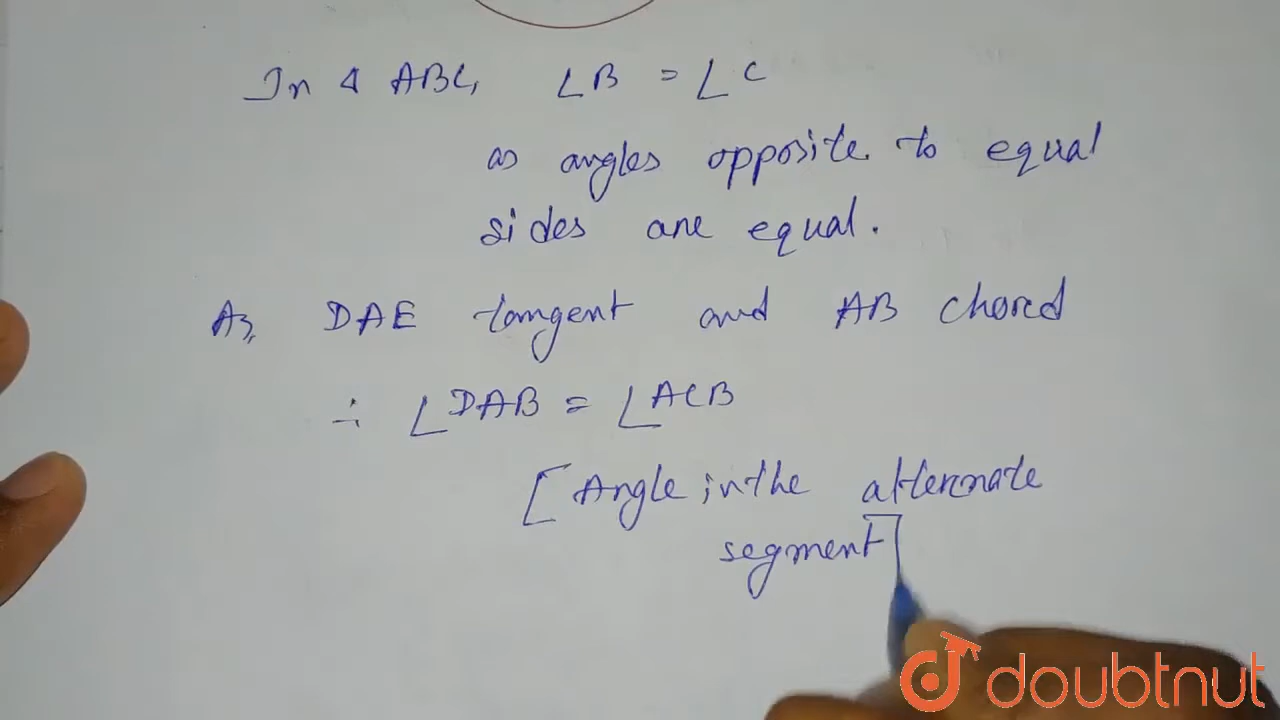 In Δ ABC, ∠B = ∠C
as angles opposite to equal
sides are equal.
As, DAE tangent and AB chored
∴ ∠DAB = ∠ACB
[Angle in the alternate
segment]
doubtnut